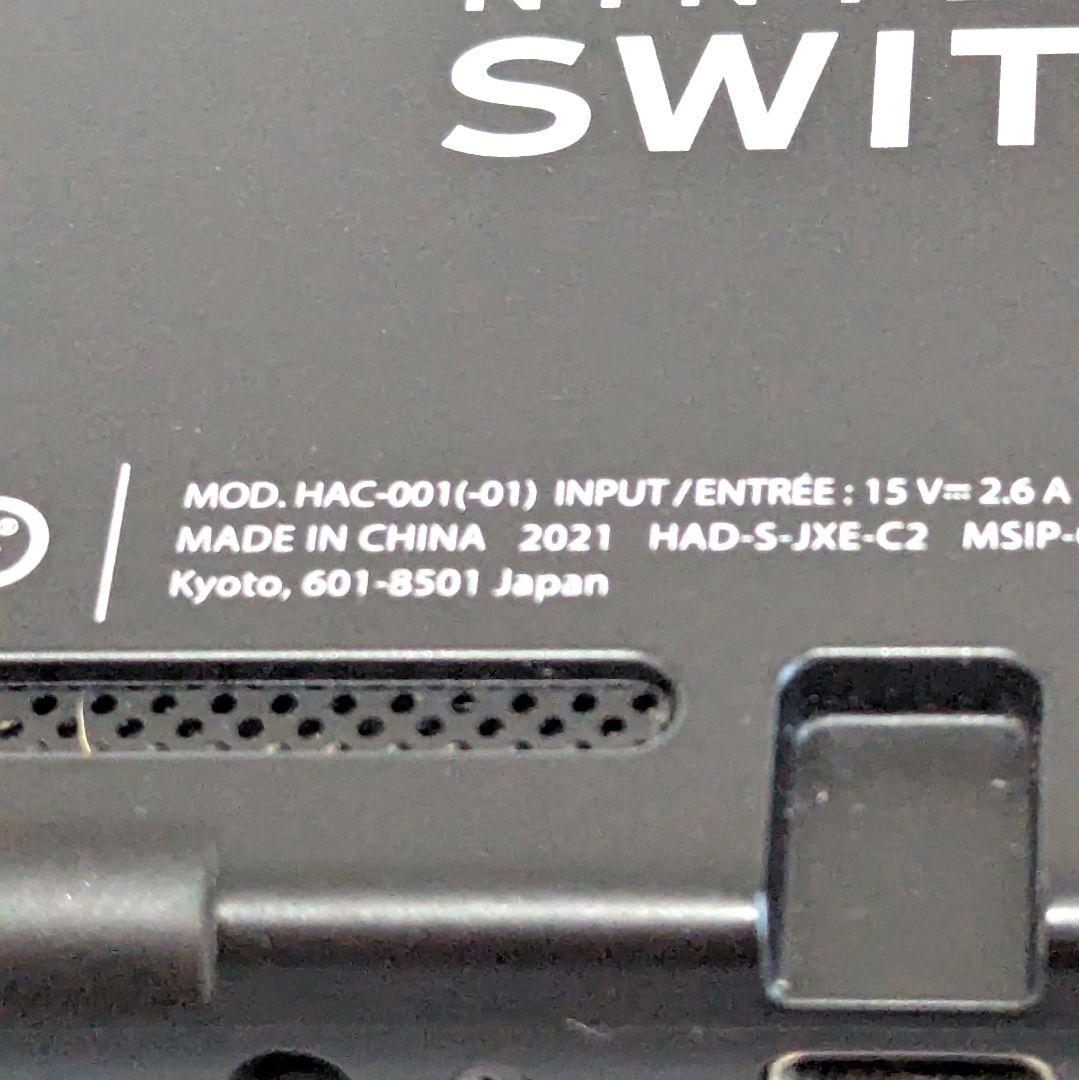 SWIT
MOD. HAC-001(-01) INPUT/ENTRÉE : 15 V⎓ 2.6 A
MADE IN CHINA 2021 HAD-S-JXE-C2 MSIP-
Kyoto, 601-8501 Japan
®